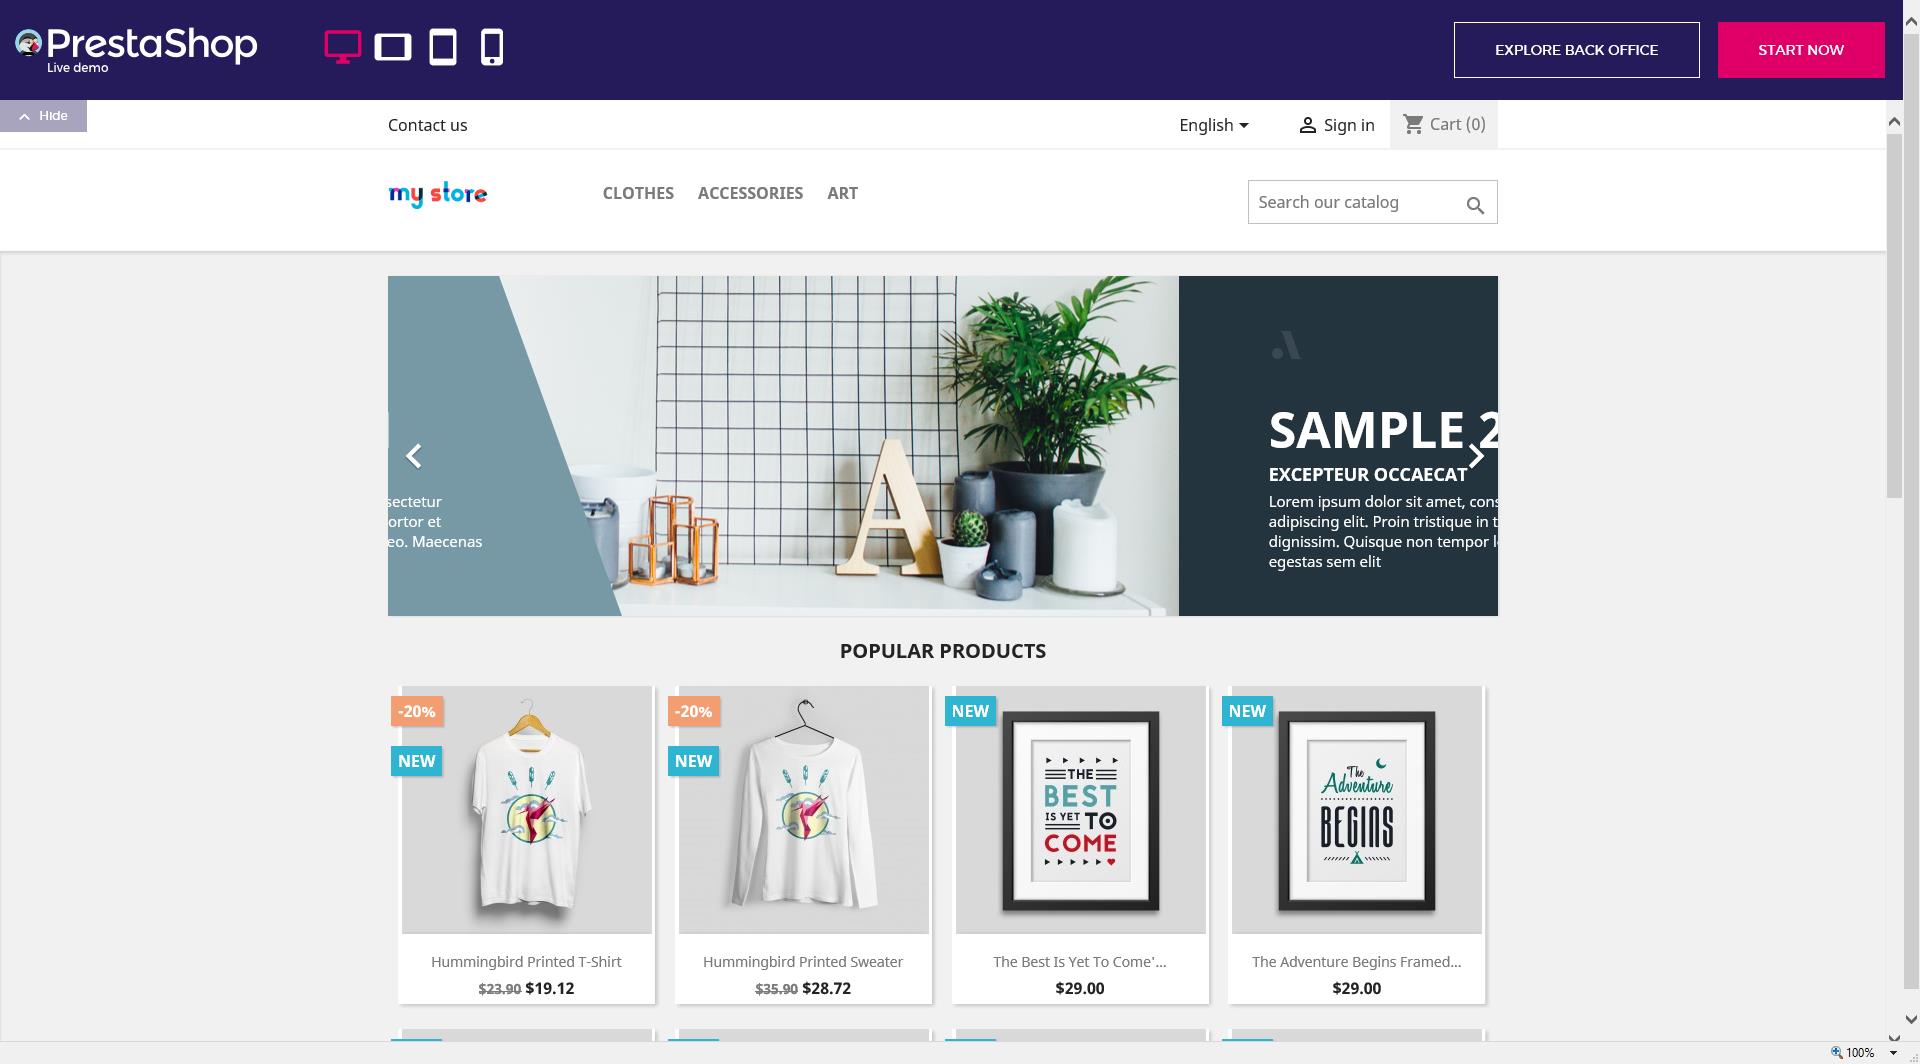 PrestaShop
Live demo
EXPLORE BACK OFFICE
START NOW
Hide
Contact us
English
Sign in
Cart (0)
my store
CLOTHES
ACCESSORIES
ART
Search our catalog
sectetur
ortor et
eo. Maecenas
A
SAMPLE 2
EXCEPTEUR OCCAECAT
Lorem ipsum dolor sit amet, cons
adipiscing elit. Proin tristique in t
dignissim. Quisque non tempor l
egestas sem elit
POPULAR PRODUCTS
-20%
NEW
Hummingbird Printed T-Shirt
$23.90 $19.12
-20%
NEW
Hummingbird Printed Sweater
$35.90 $28.72
NEW
THE
BEST
IS YET TO
COME
The Best Is Yet To Come'...
$29.00
NEW
The
Adventure
BEGINS
The Adventure Begins Framed...
$29.00
100%